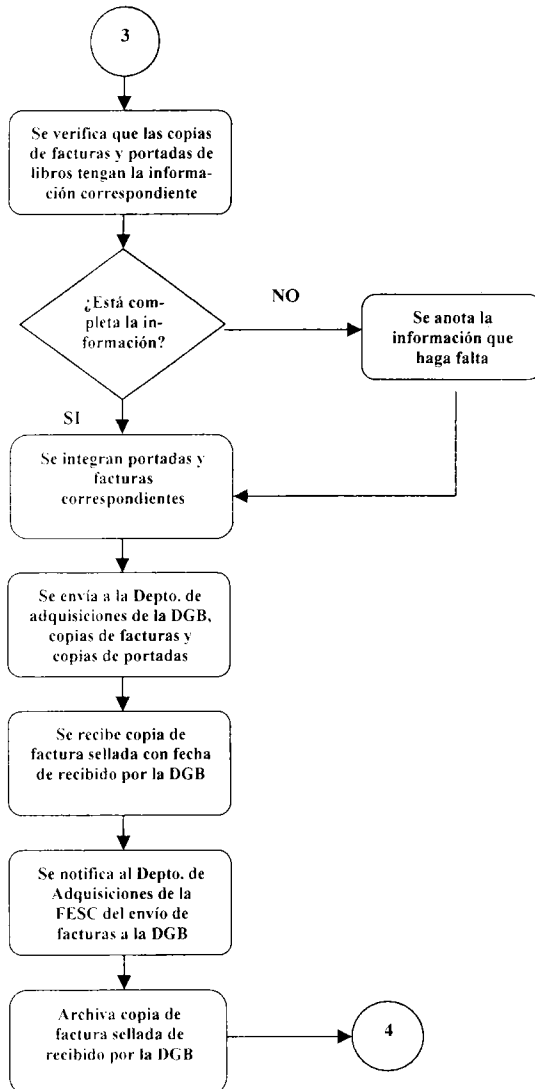 3
Se verifica que las copias
de facturas y portadas de
libros tengan la informa-
ción correspondiente
¿Está com-
pleta la in-
formación?
NO
Se anota la
información que
haga falta
SI
Se integran portadas y
facturas
correspondientes
Se envía a la Depto. de
adquisiciones de la DGB,
copias de facturas y
copias de portadas
Se recibe copia de
factura sellada con fecha
de recibido por la DGB
Se notifica al Depto. de
Adquisiciones de la
FESC del envío de
facturas a la DGB
Archiva copia de
factura sellada de
recibido por la DGB
4